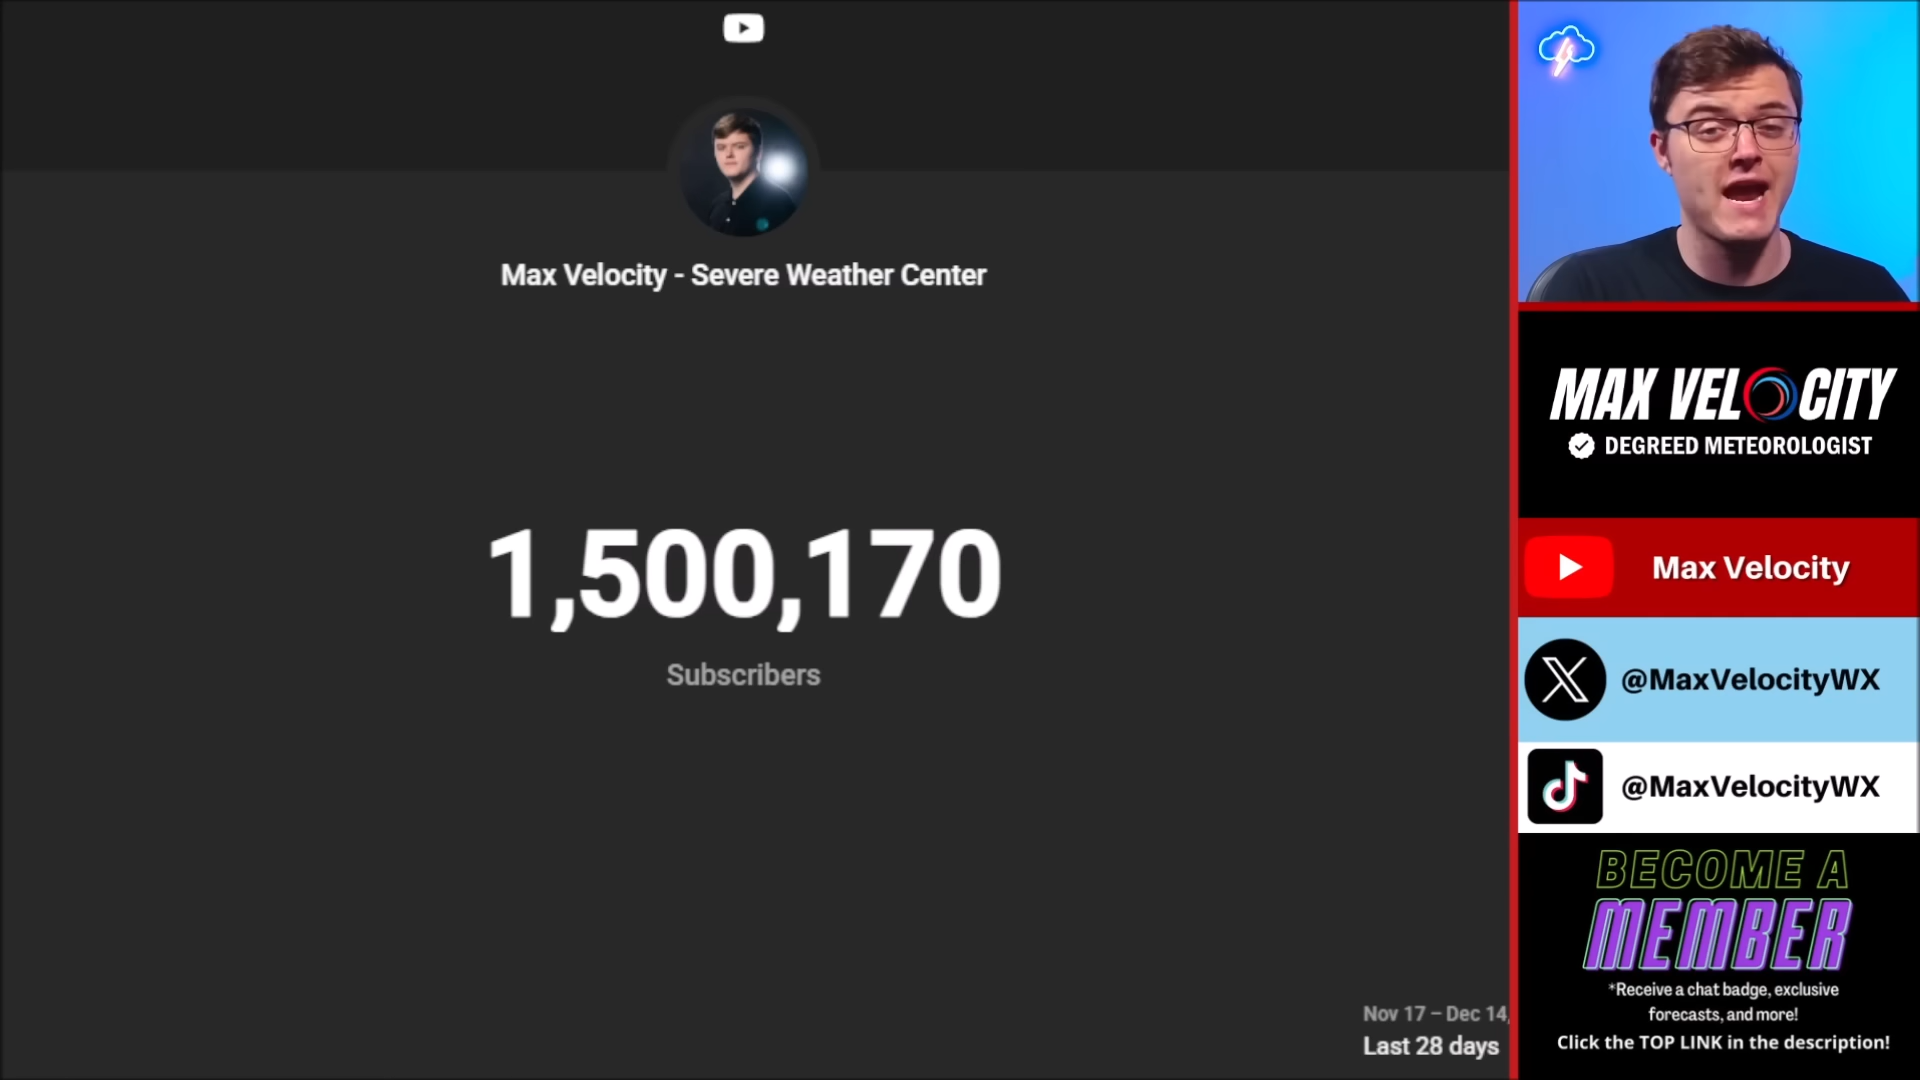 Max Velocity - Severe Weather Center
1,500,170
Subscribers
Nov 17 – Dec 14,
Last 28 days
MAX VELOCITY
DEGREED METEOROLOGIST
Max Velocity
@MaxVelocityWX
@MaxVelocityWX
BECOME A
MEMBER
*Receive a chat badge, exclusive
forecasts, and more!
Click the TOP LINK in the description!